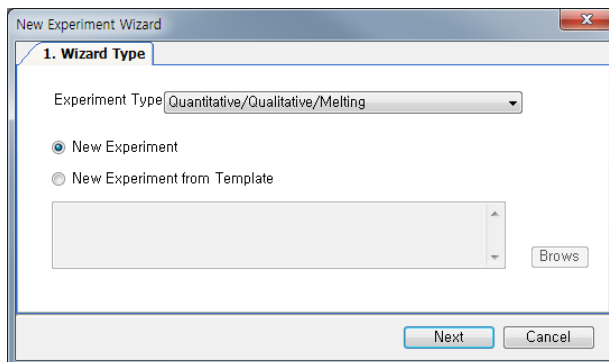 New Experiment Wizard
1. Wizard Type
Experiment Type Quantitative/Qualitative/Melting
New Experiment
New Experiment from Template
Brows
Next Cancel